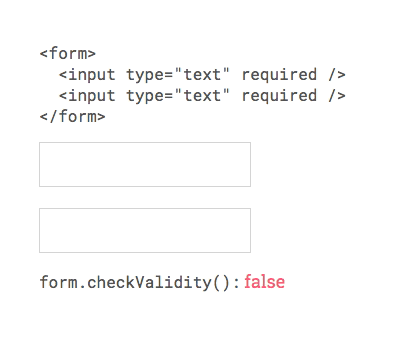 <form>
  <input type="text" required />
  <input type="text" required />
</form>
form.checkValidity(): false